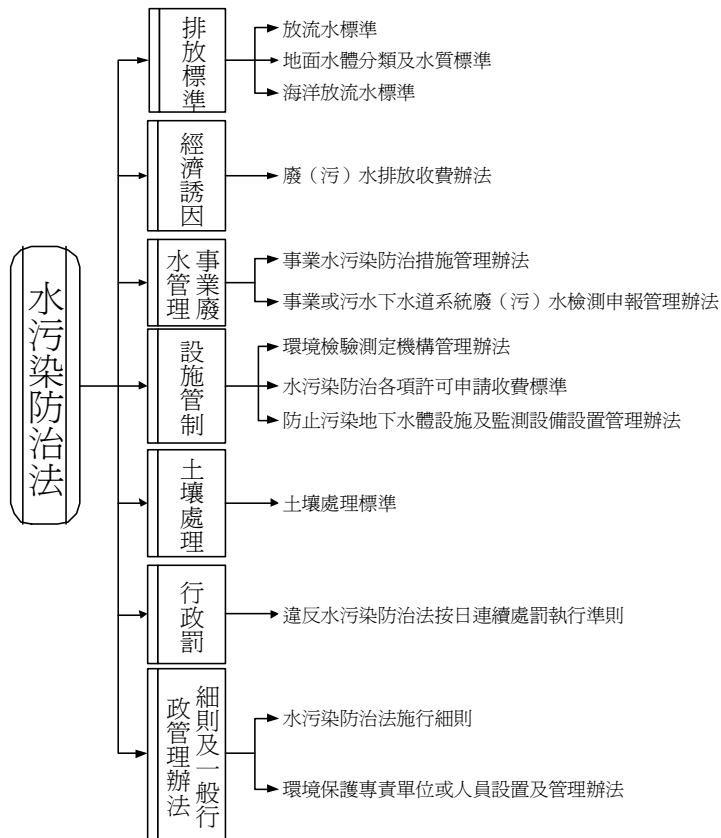 水污染防治法
排放標準
放流水標準
地面水體分類及水質標準
海洋放流水標準
經濟誘因
廢（污）水排放收費辦法
事業廢
水管理
事業水污染防治措施管理辦法
事業或污水下水道系統廢（污）水檢測申報管理辦法
設施管制
環境檢驗測定機構管理辦法
水污染防治各項許可申請收費標準
防止污染地下水體設施及監測設備設置管理辦法
土壤處理
土壤處理標準
行政罰
違反水污染防治法按日連續處罰執行準則
細則及一般行
政管理辦法
水污染防治法施行細則
環境保護專責單位或人員設置及管理辦法